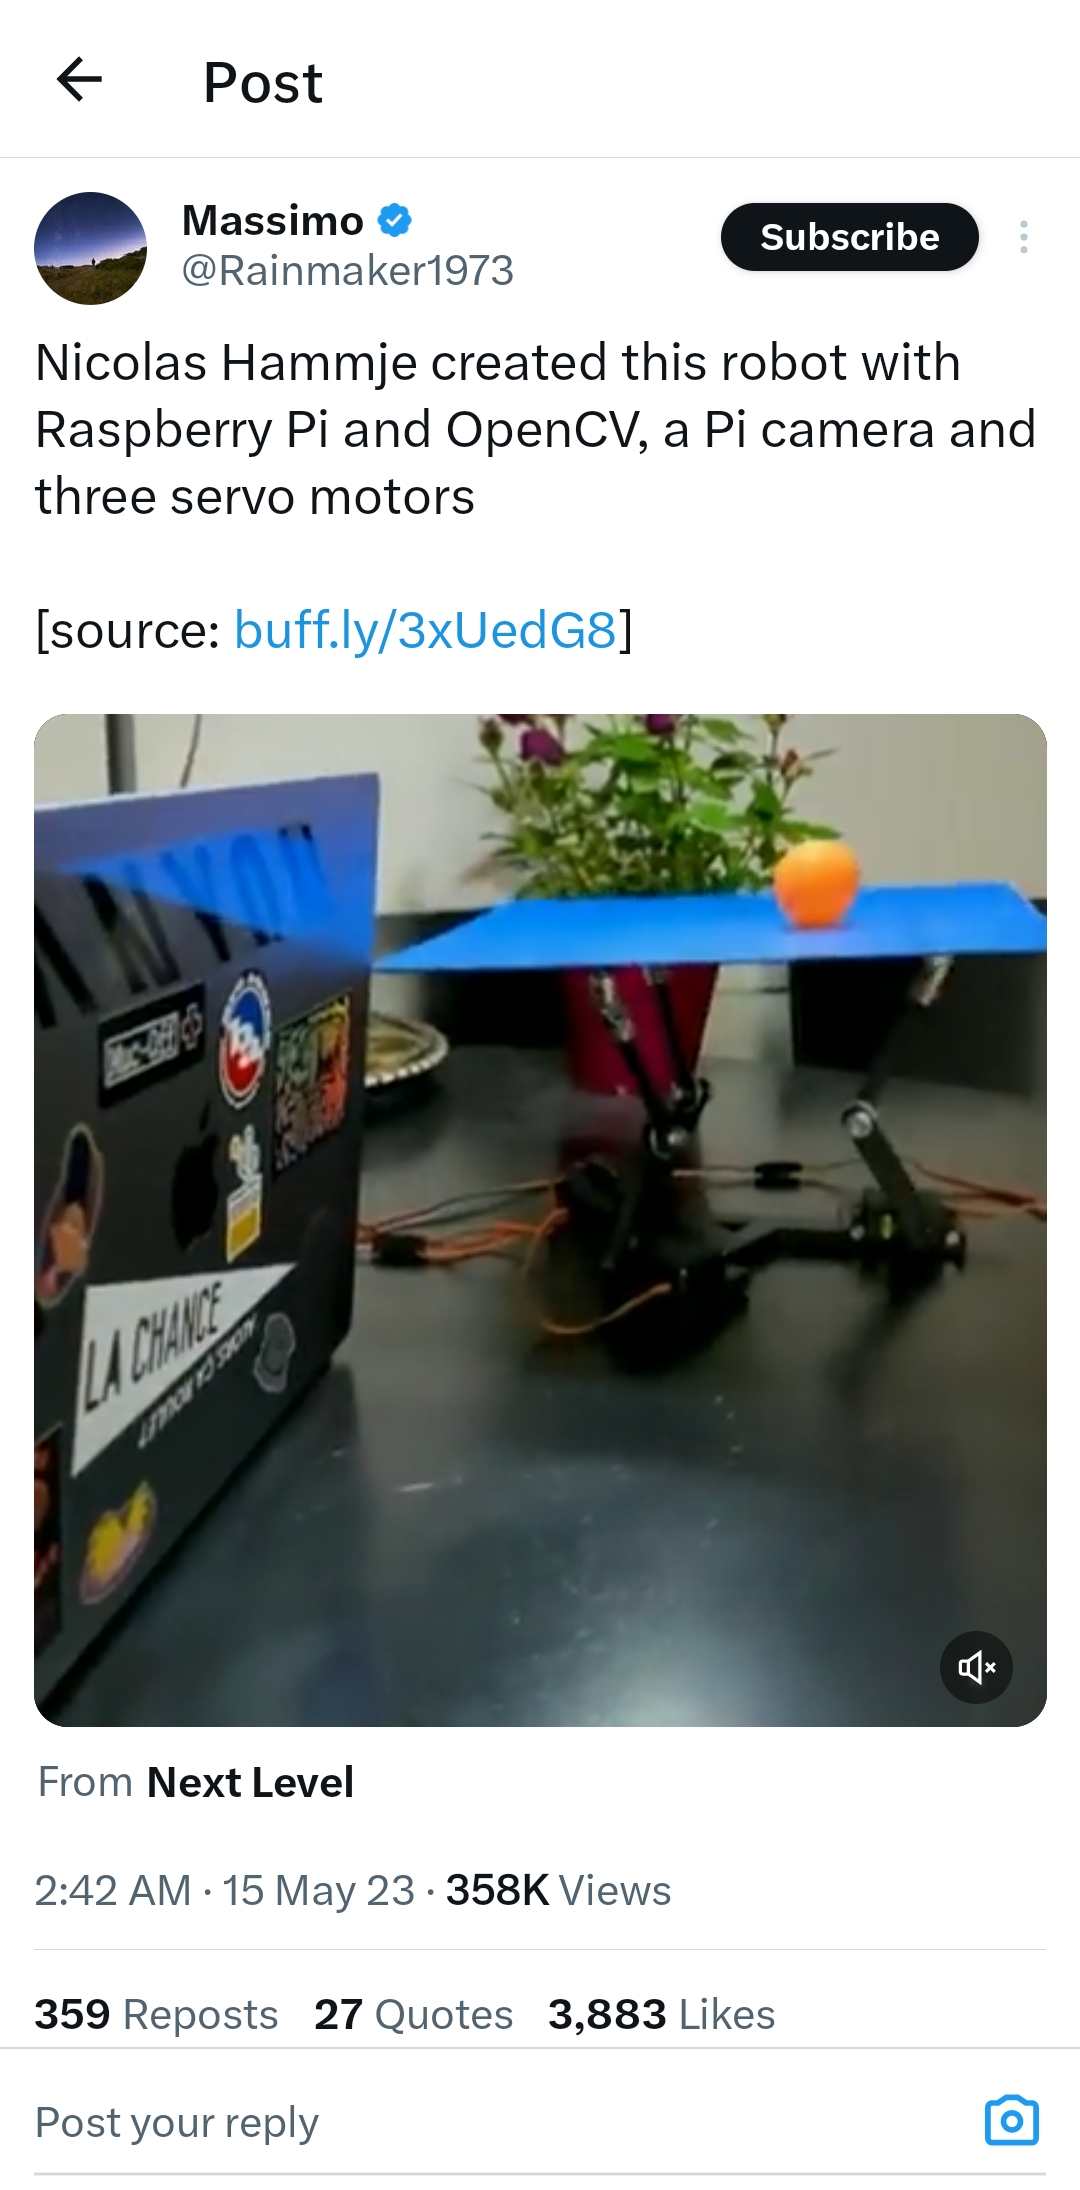 Post
Massimo
@Rainmaker1973
Subscribe
Nicolas Hammje created this robot with
Raspberry Pi and OpenCV, a Pi camera and
three servo motors
[source: buff.ly/3xUedG8]
Muc-Off
LA CHANCE
From Next Level
2:42 AM · 15 May 23 · 358K Views
359 Reposts 27 Quotes 3,883 Likes
Post your reply